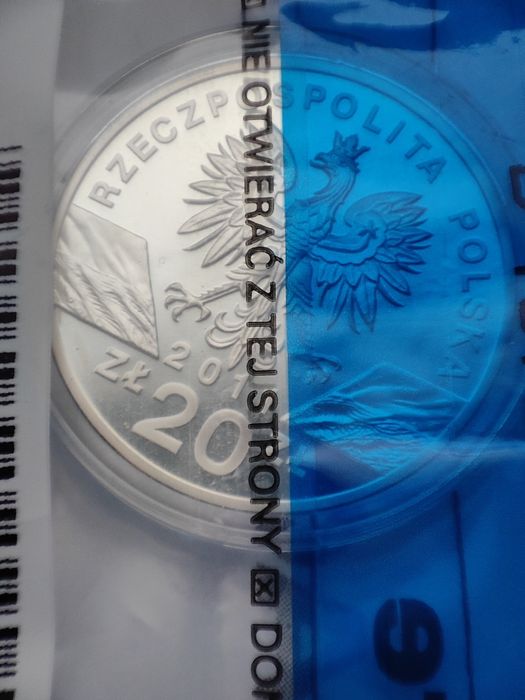 RZECZPOSPOLITA POLSKA
201
ZŁ 20
NIE OTWIERAĆ Z TEJ STRONY